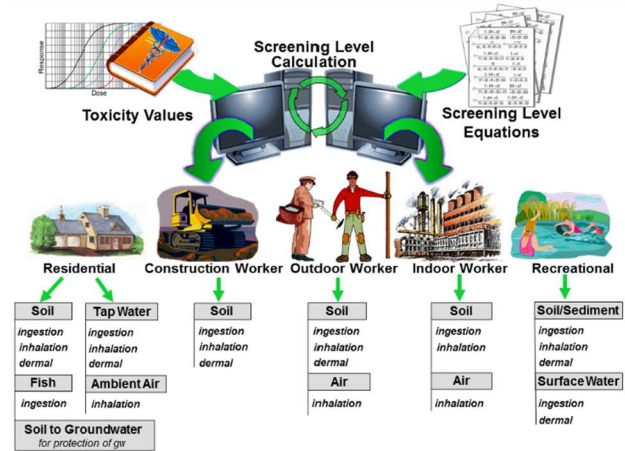 Response
Dose
Toxicity Values
Screening Level
Calculation
Screening Level
Equations
Residential
Construction Worker
Outdoor Worker
Indoor Worker
Recreational
Soil
ingestion
inhalation
dermal
Fish
ingestion
Tap Water
ingestion
inhalation
dermal
Ambient Air
inhalation
Soil to Groundwater
for protection of gw
Soil
ingestion
inhalation
dermal
Soil
ingestion
inhalation
dermal
Air
inhalation
Soil
ingestion
inhalation
Air
inhalation
Soil/Sediment
ingestion
inhalation
dermal
Surface Water
ingestion
dermal